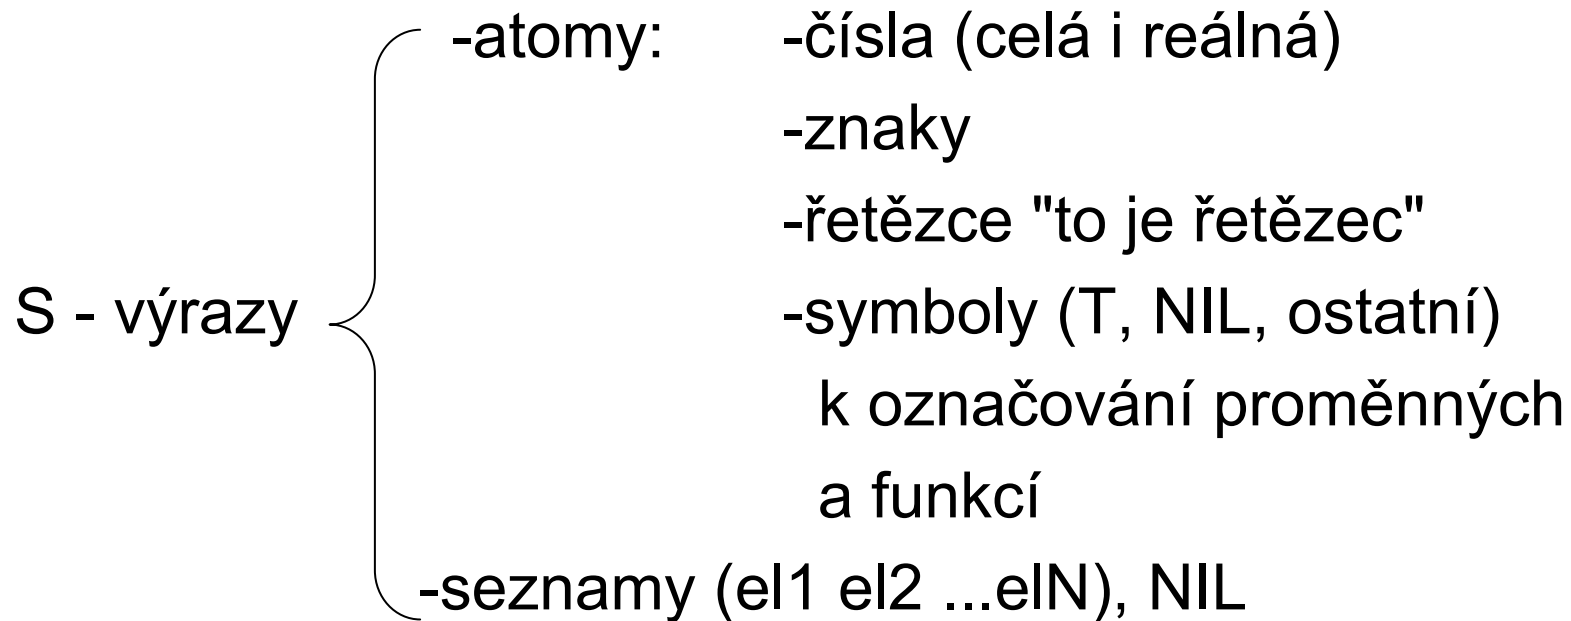 -atomy: -čísla (celá i reálná)
-znaky
-řetězce "to je řetězec"
S - výrazy -symboly (T, NIL, ostatní)
k označování proměnných
a funkcí
-seznamy (el1 el2 ...elN), NIL